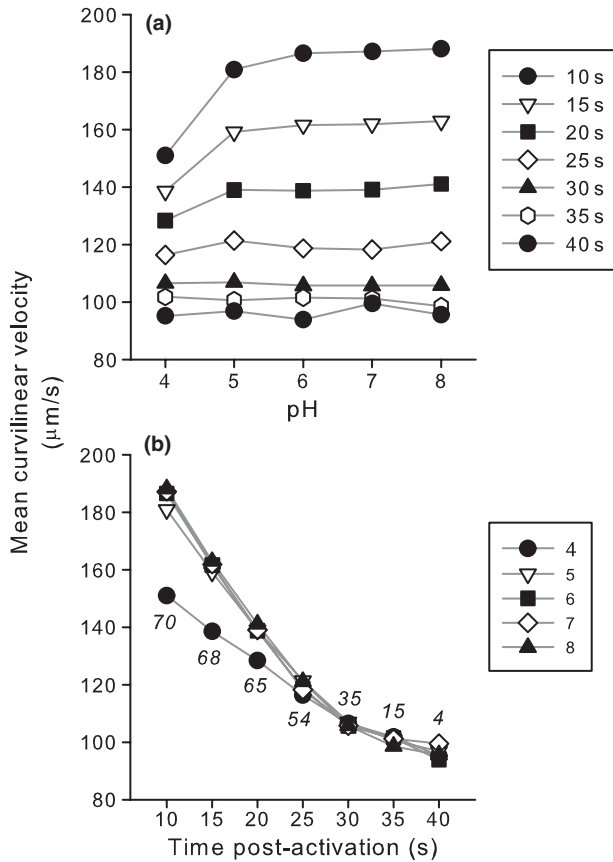 (a)
200
180
160
140
120
100
80
4 5 6 7 8
pH
10 s
15 s
20 s
25 s
30 s
35 s
40 s
Mean curvilinear velocity
(μm/s)
(b)
200
180
160
140
120
100
80
70
68
65
54
35
15
4
10 15 20 25 30 35 40
Time post-activation (s)
4
5
6
7
8